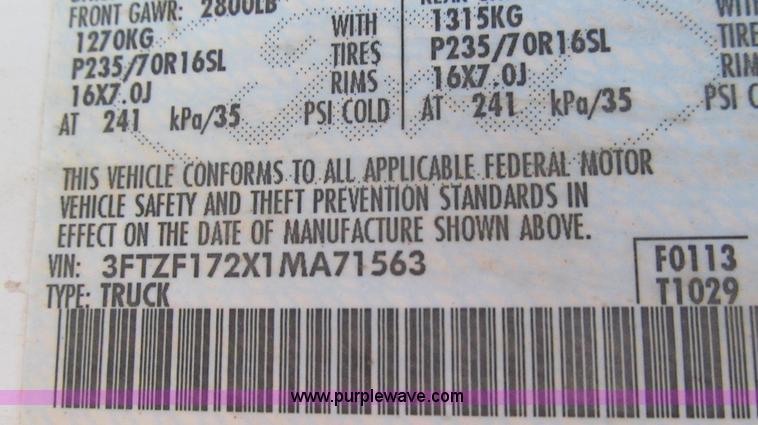 FRONT GAWR: 2800LB
1270KG WITH 1315KG WITH
P235/70R16SL TIRES P235/70R16SL TIRE
16X7.0J RIMS 16X7.0J RIM
AT 241 kPa/35 PSI COLD AT 241 kPa/35 PSI C
THIS VEHICLE CONFORMS TO ALL APPLICABLE FEDERAL MOTOR
VEHICLE SAFETY AND THEFT PREVENTION STANDARDS IN
EFFECT ON THE DATE OF MANUFACTURE SHOWN ABOVE.
VIN: 3FTZF172X1MA71563 F0113
TYPE: TRUCK T1029
www.purplewave.com